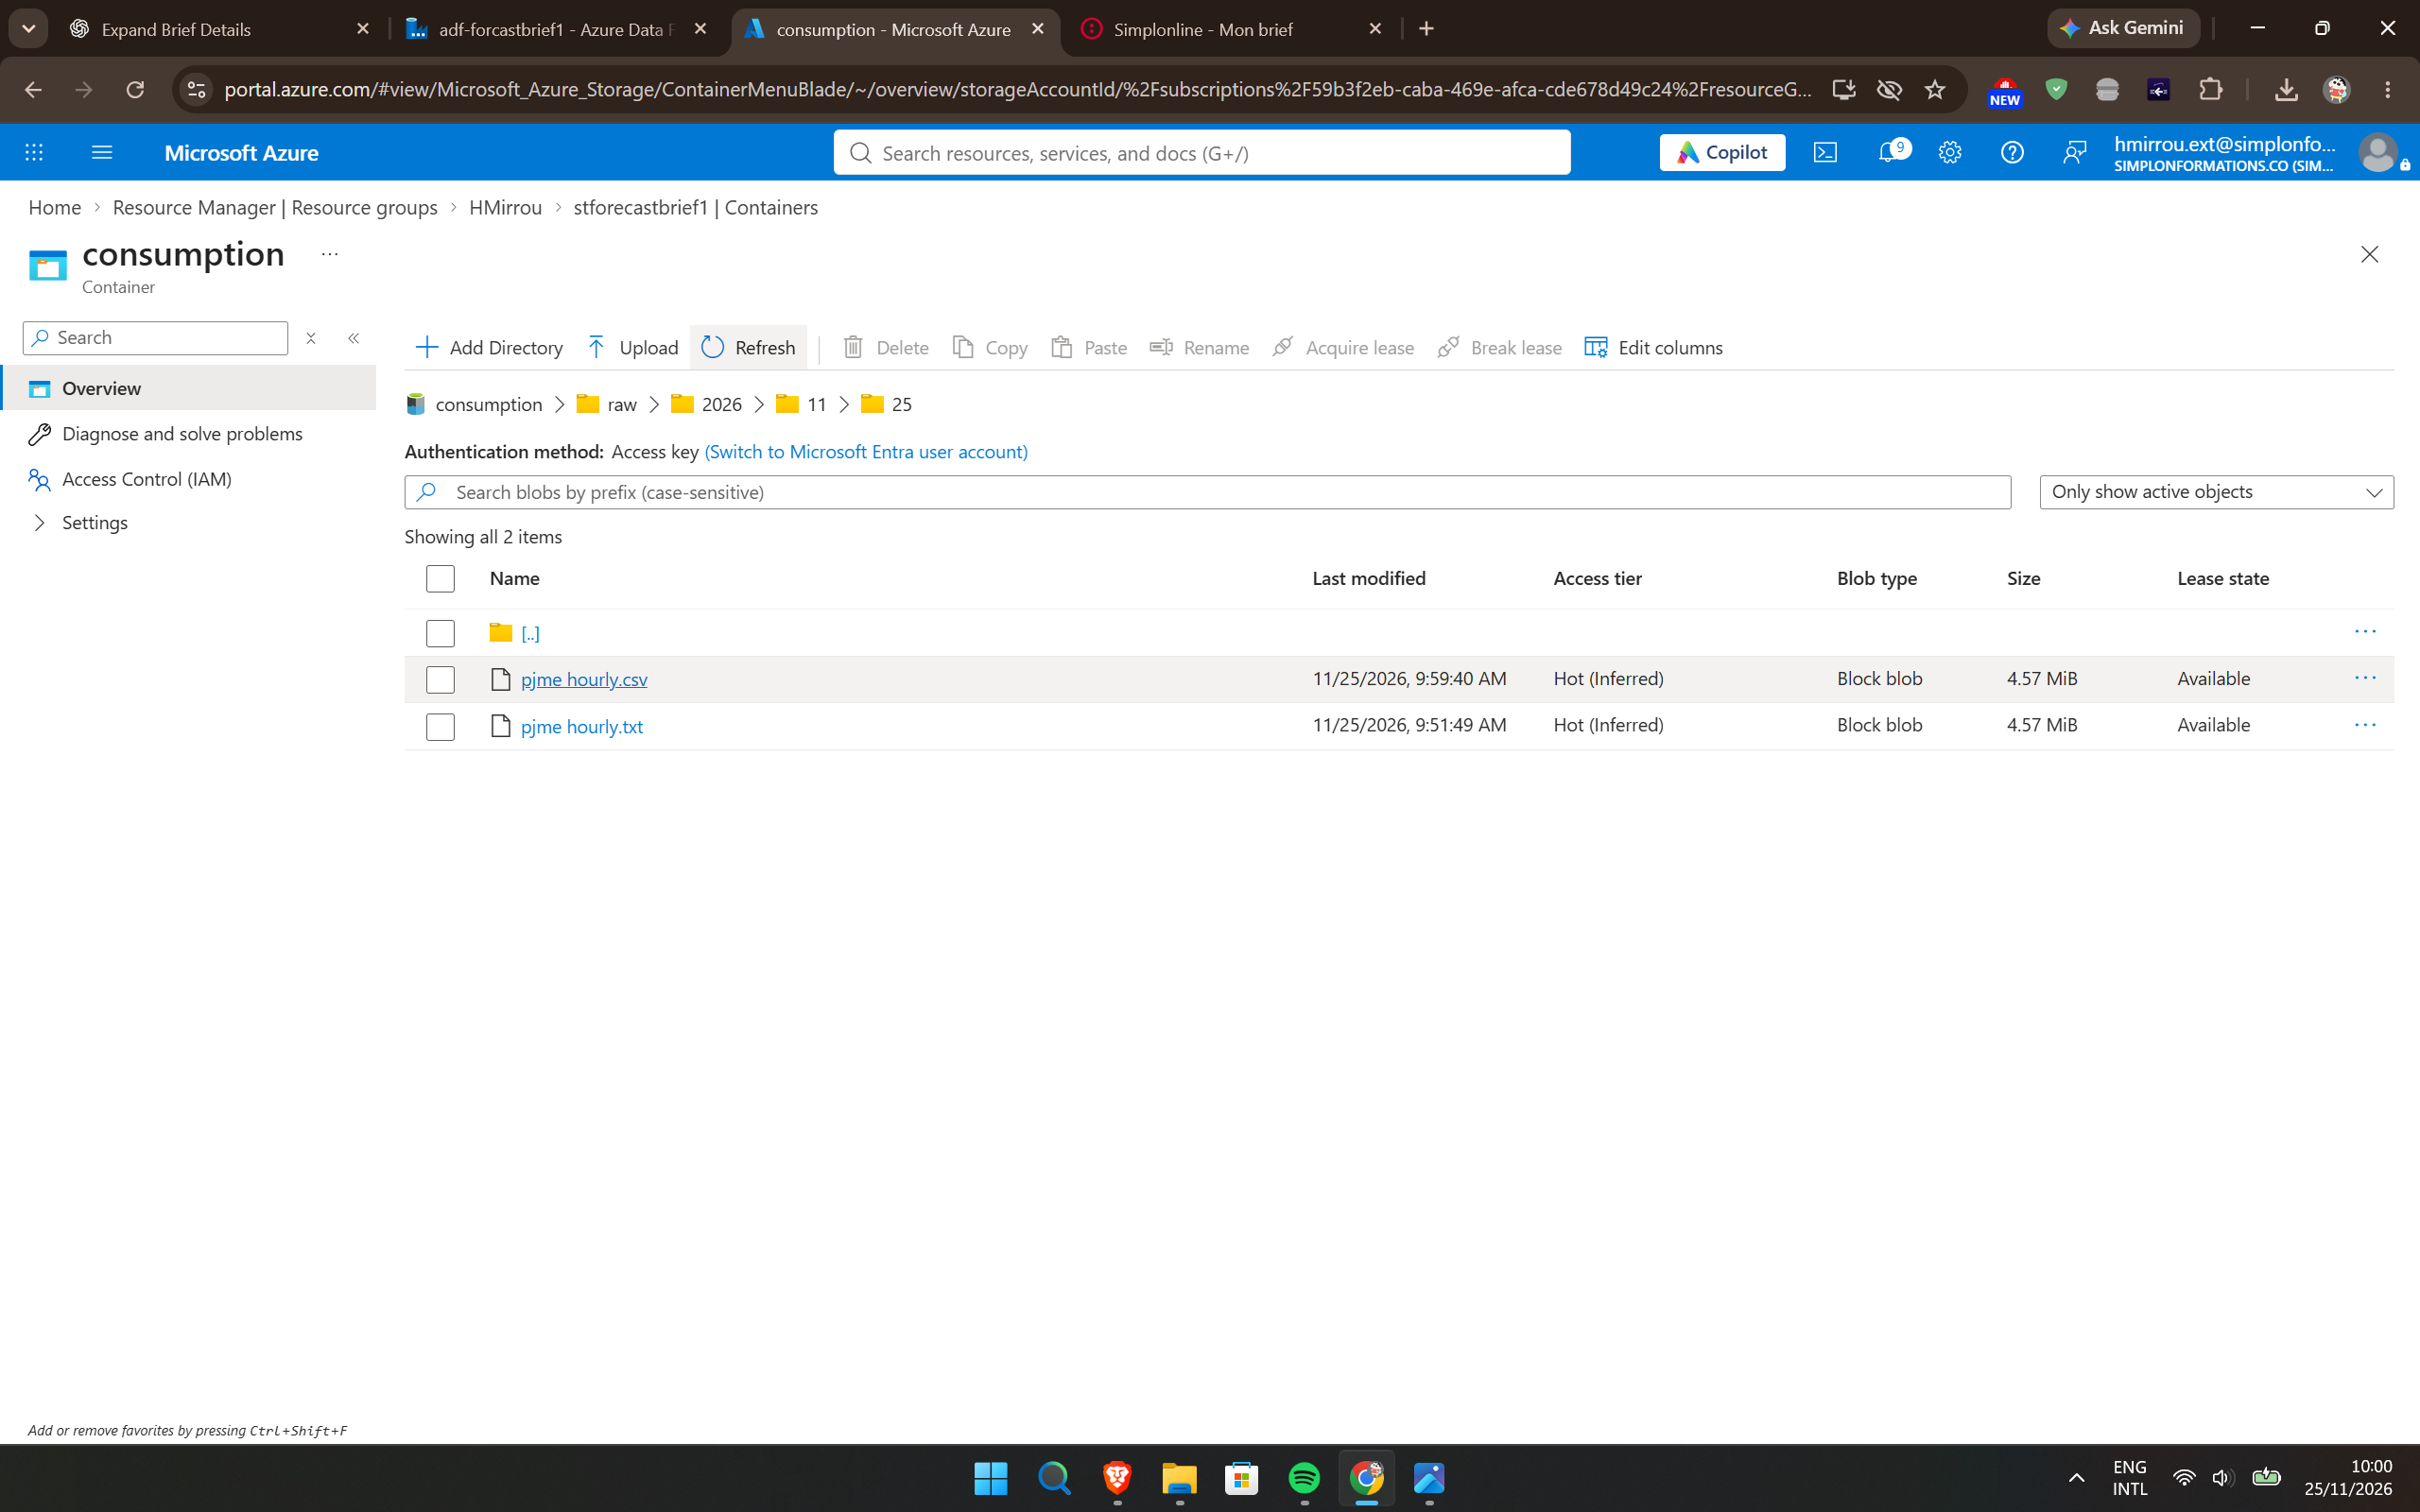 Expand Brief Details
adf-forcastbrief1 - Azure Data F
consumption - Microsoft Azure
Simplonline - Mon brief
Ask Gemini
portal.azure.com/#view/Microsoft_Azure_Storage/ContainerMenuBlade/~/overview/storageAccountId/%2Fsubscriptions%2F59b3f2eb-caba-469e-afca-cde678d49c24%2FresourceG...
NEW
Microsoft Azure
Search resources, services, and docs (G+/)
Copilot
9
hmirrou.ext@simplonfo...
SIMPLONFORMATIONS.CO (SIM...
Home > Resource Manager | Resource groups > HMirrou > stforecastbrief1 | Containers
consumption ...
Container
Search
Overview
Diagnose and solve problems
Access Control (IAM)
Settings
Add Directory Upload Refresh Delete Copy Paste Rename Acquire lease Break lease Edit columns
consumption > raw > 2026 > 11 > 25
Authentication method: Access key (Switch to Microsoft Entra user account)
Search blobs by prefix (case-sensitive)
Only show active objects
Showing all 2 items
Name Last modified Access tier Blob type Size Lease state
[..] ...
pjme hourly.csv 11/25/2026, 9:59:40 AM Hot (Inferred) Block blob 4.57 MiB Available ...
pjme hourly.txt 11/25/2026, 9:51:49 AM Hot (Inferred) Block blob 4.57 MiB Available ...
Add or remove favorites by pressing Ctrl+Shift+F
ENG
INTL
10:00
25/11/2026